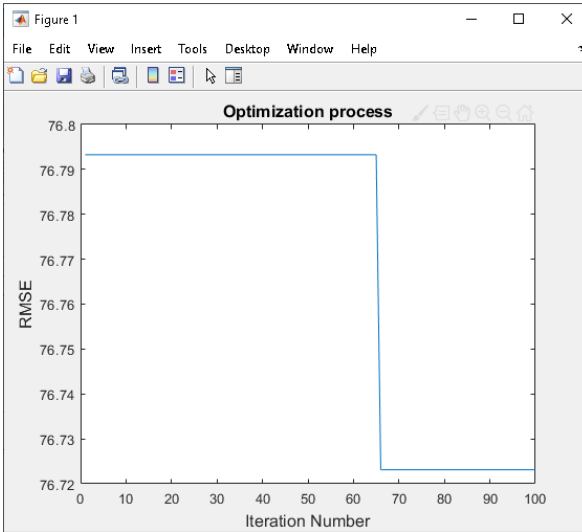 Figure 1
File Edit View Insert Tools Desktop Window Help
Optimization process
76.8
76.79
76.78
76.77
76.76
76.75
76.74
76.73
76.72
RMSE
0 10 20 30 40 50 60 70 80 90 100
Iteration Number